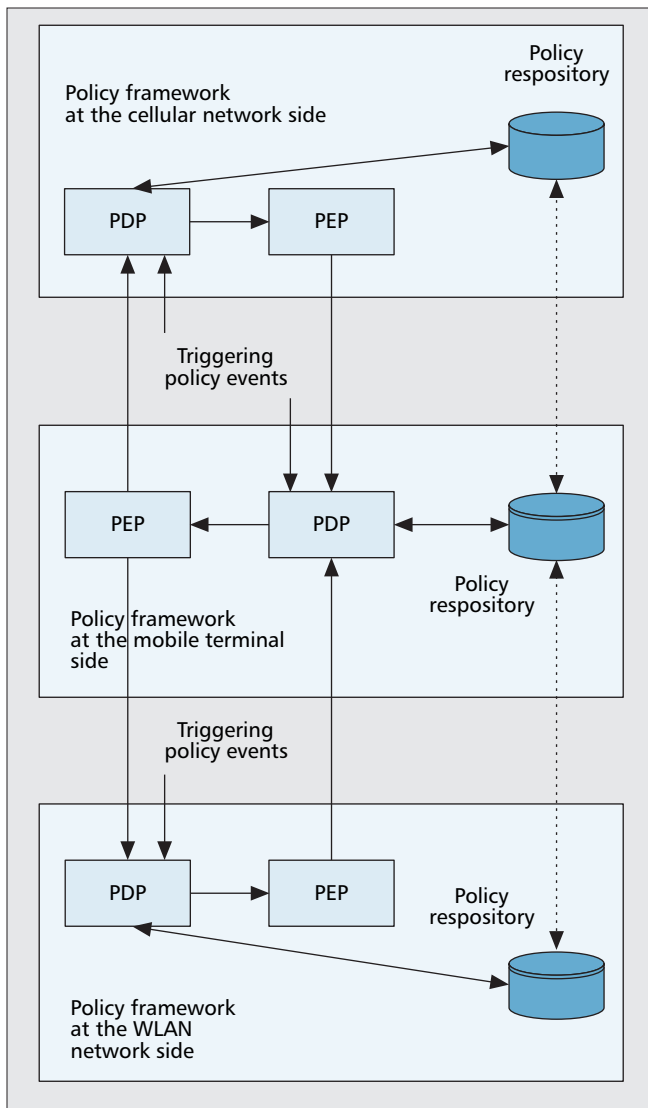 Policy
respository
Policy framework
at the cellular network side
PDP
PEP
Triggering
policy events
PEP
PDP
Policy
respository
Policy framework
at the mobile terminal
side
Triggering
policy events
PDP
PEP
Policy
respository
Policy framework
at the WLAN
network side